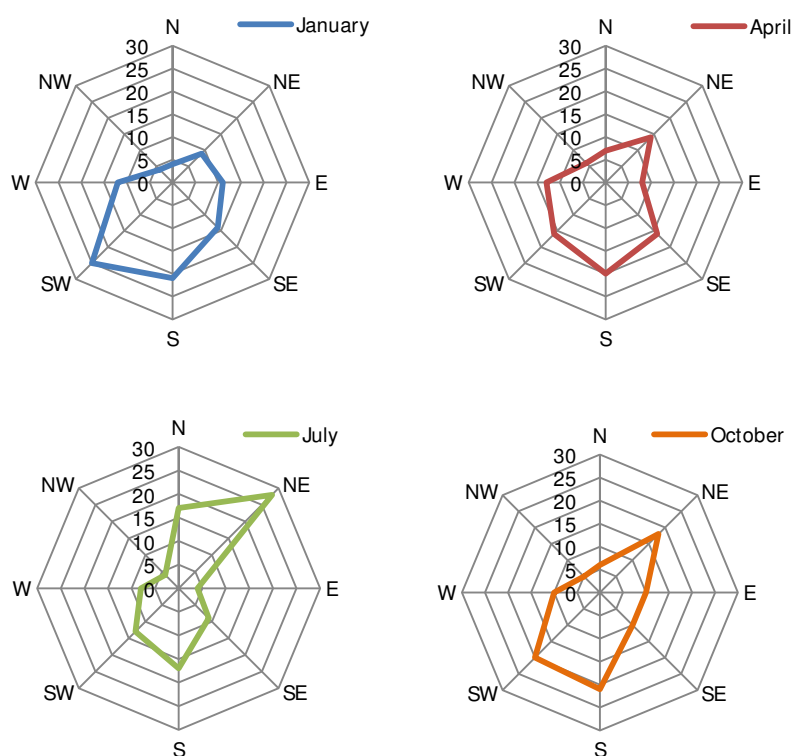 January
N
30
25
20
15
10
5
0
NW
NE
W
E
SW
SE
S
April
N
30
25
20
15
10
5
0
NW
NE
W
E
SW
SE
S
July
N
30
25
20
15
10
5
0
NW
NE
W
E
SW
SE
S
October
N
30
25
20
15
10
5
0
NW
NE
W
E
SW
SE
S